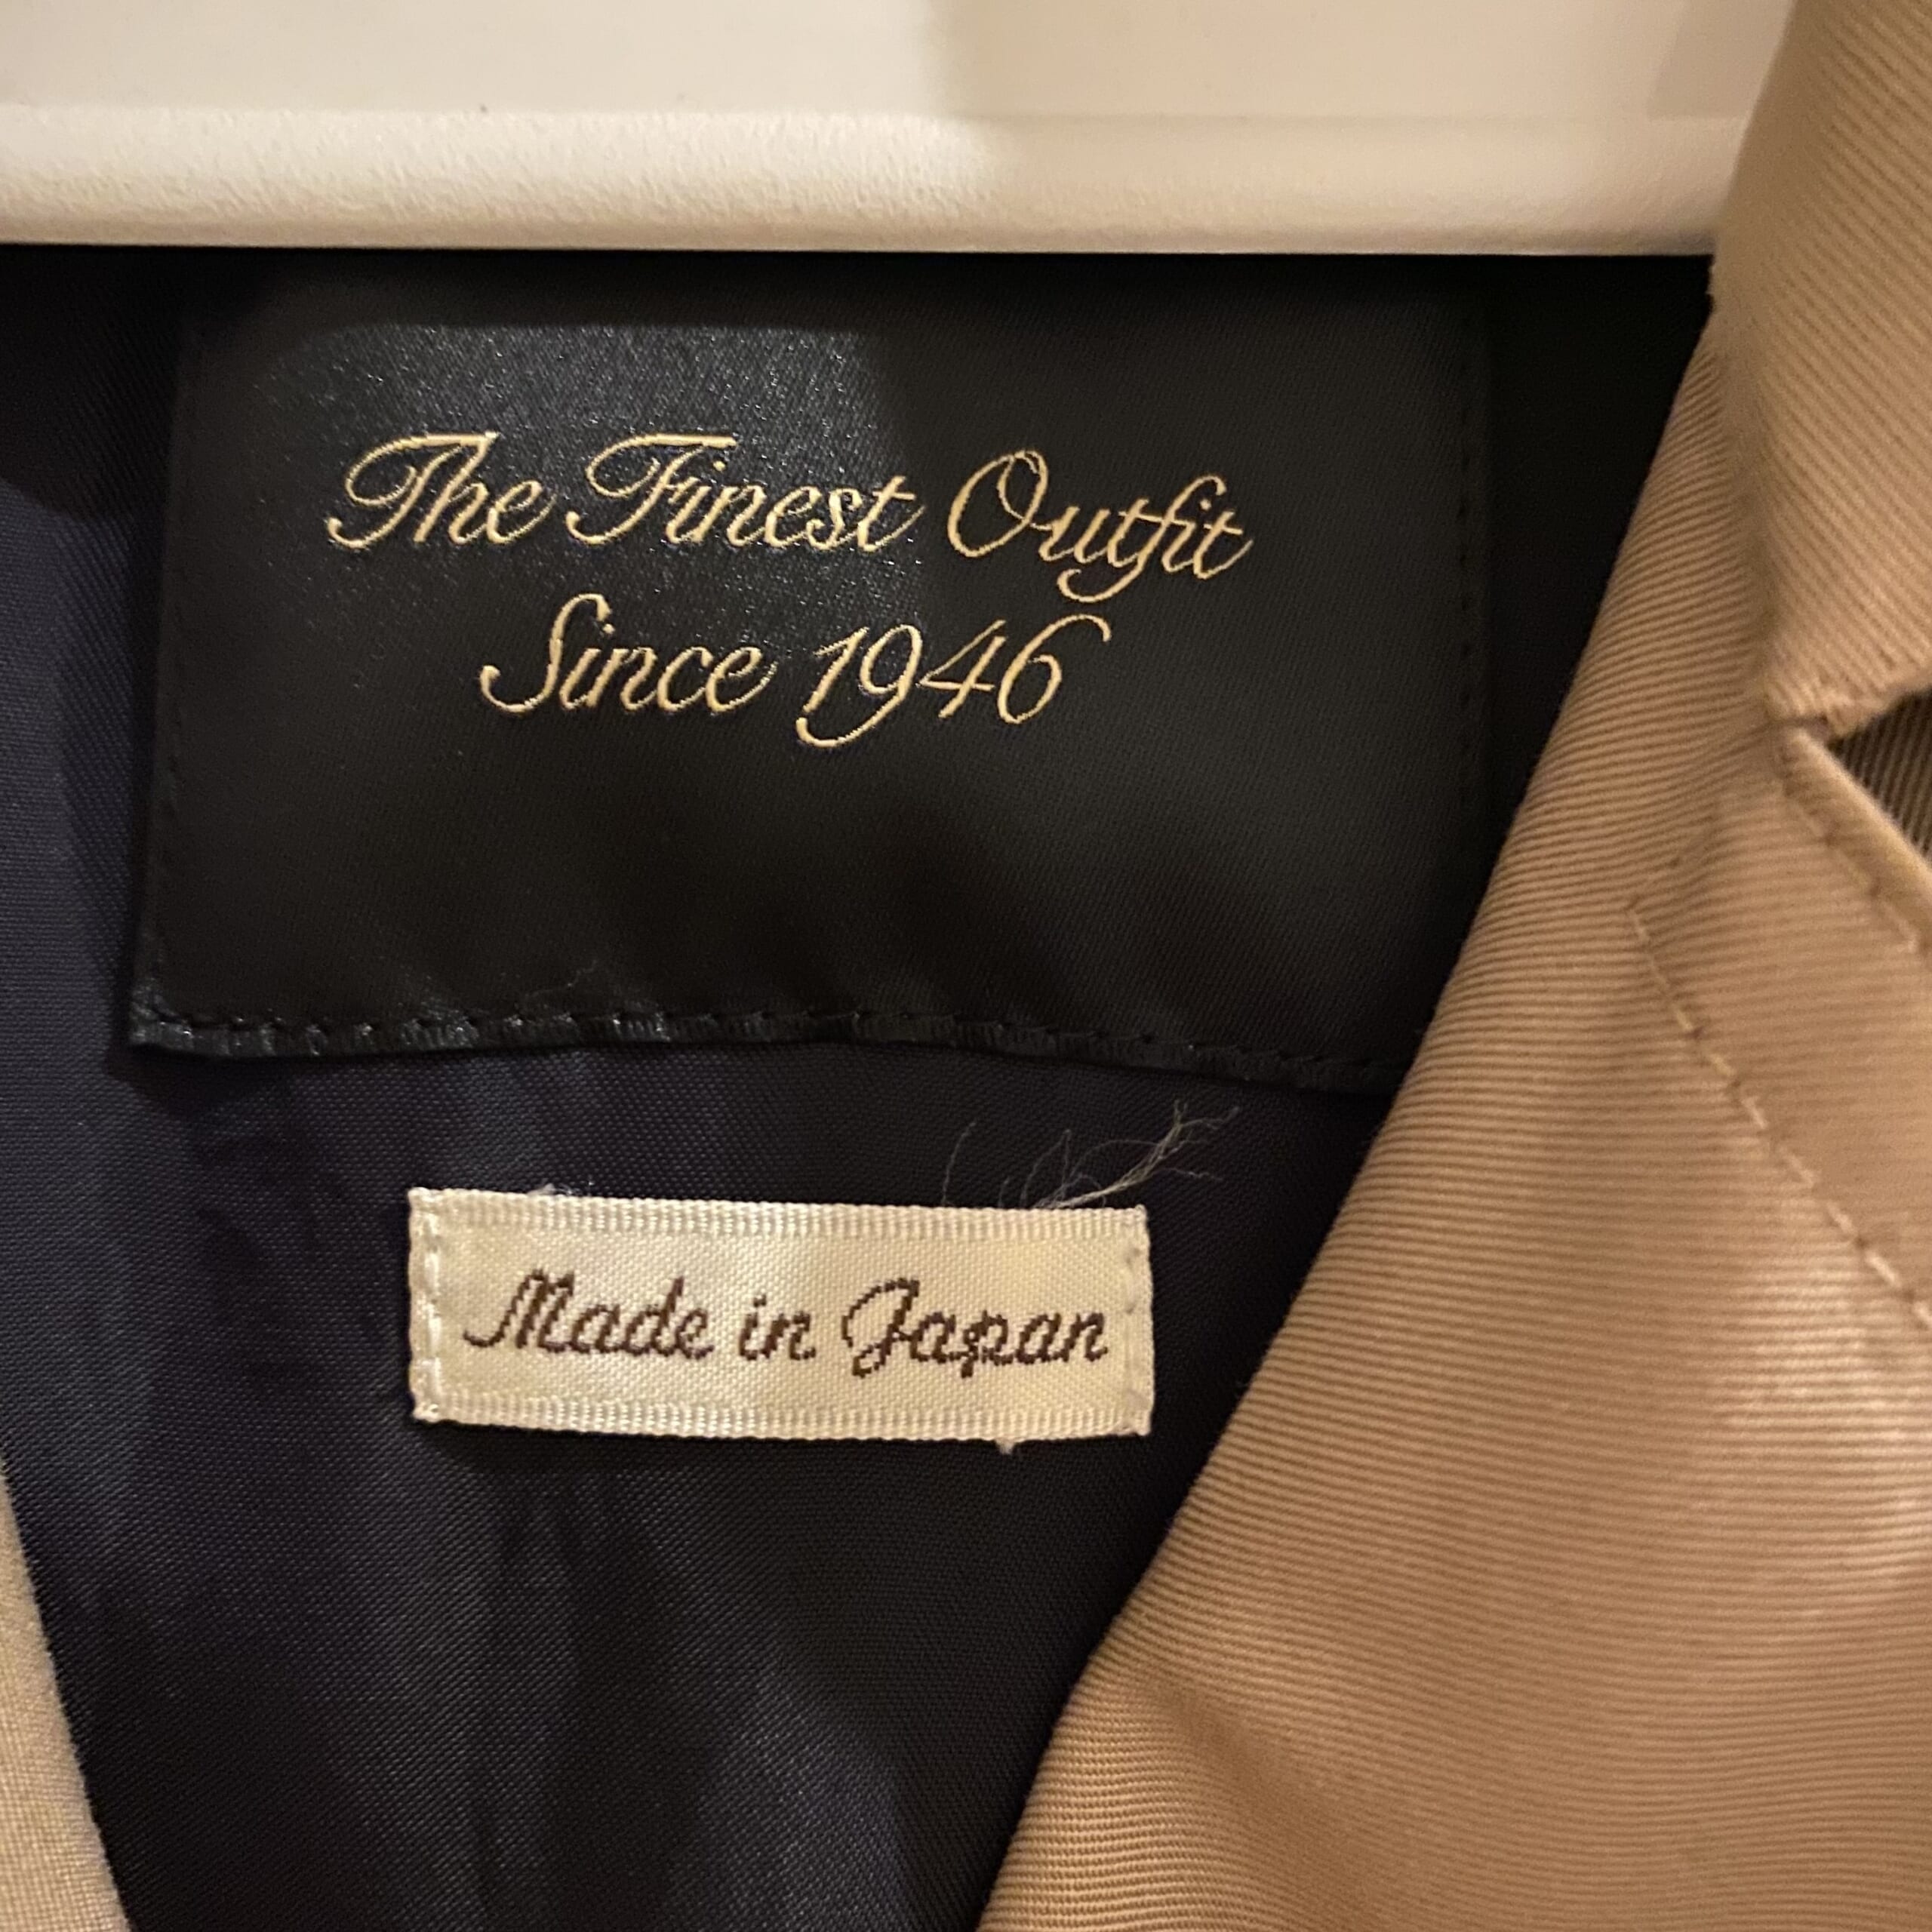 The Finest Outfit
Since 1946
Made in Japan